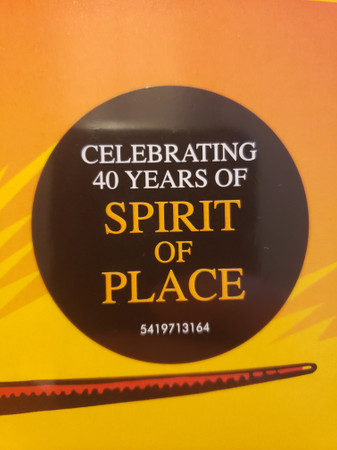 CELEBRATING
40 YEARS OF
SPIRIT
OF
PLACE
5419713164